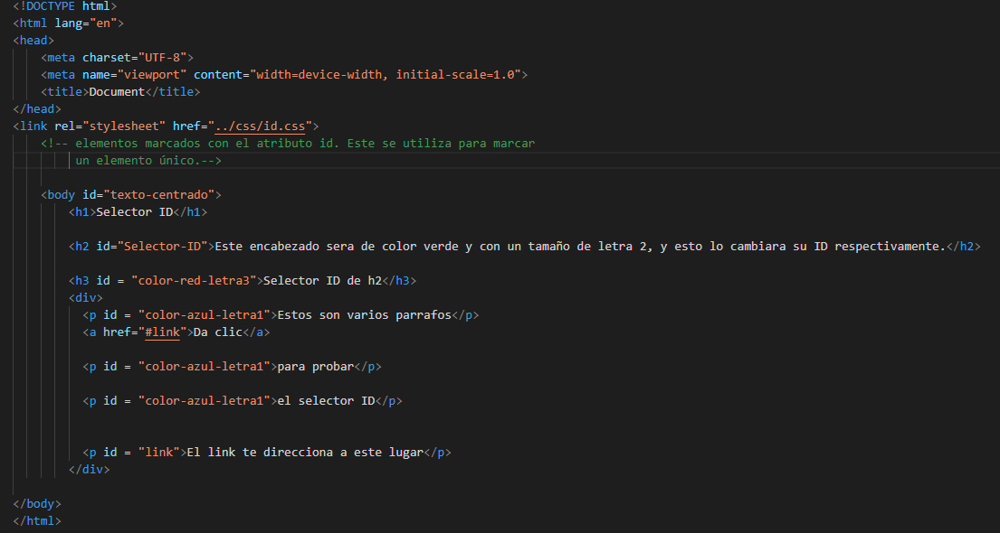 <!DOCTYPE html>
<html lang="en">
<head>
    <meta charset="UTF-8">
    <meta name="viewport" content="width=device-width, initial-scale=1.0">
    <title>Document</title>
</head>
<link rel="stylesheet" href="../css/id.css">
    <!-- elementos marcados con el atributo id. Este se utiliza para marcar
         un elemento único.-->
    <body id="texto-centrado">
        <h1>Selector ID</h1>
        <h2 id="Selector-ID">Este encabezado sera de color verde y con un tamaño de letra 2, y esto lo cambiara su ID respectivamente.</h2>
        <h3 id = "color-red-letra3">Selector ID de h2</h3>
        <div>
          <p id = "color-azul-letra1">Estos son varios parrafos</p>
          <a href="#link">Da clic</a>
          <p id = "color-azul-letra1">para probar</p>
          <p id = "color-azul-letra1">el selector ID</p>
          <p id = "link">El link te direcciona a este lugar</p>
        </div>
</body>
</html>